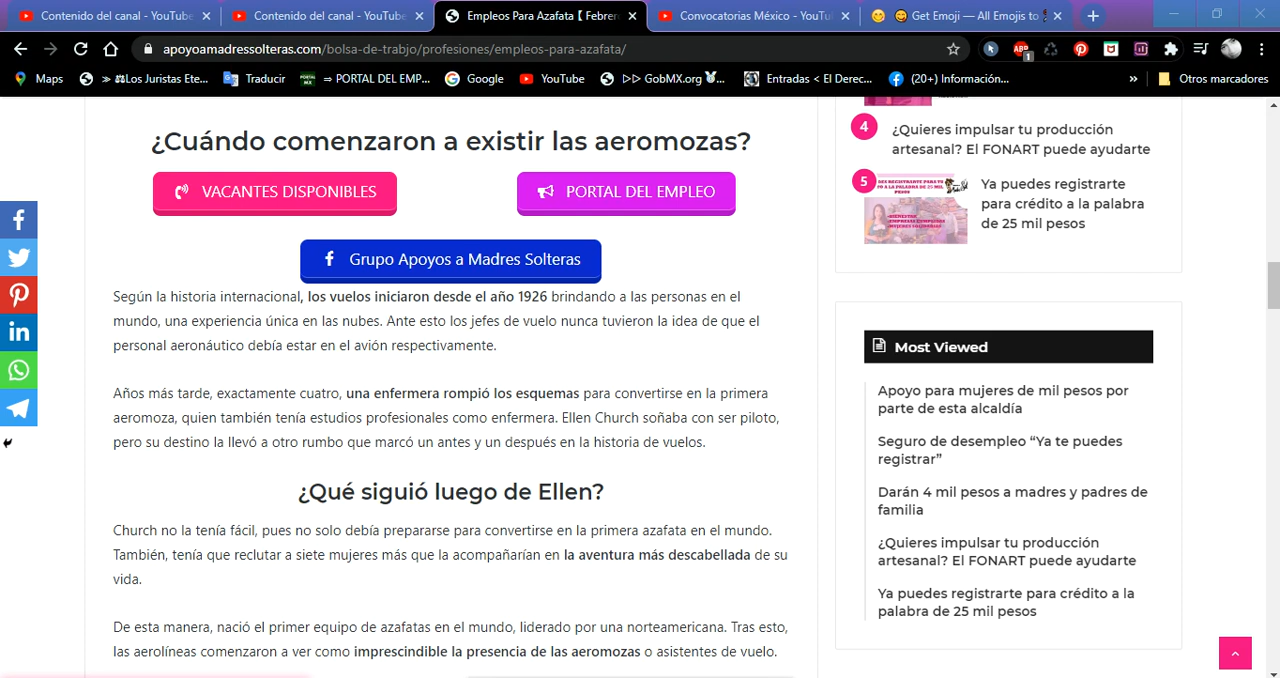 Contenido del canal - YouTube
Contenido del canal - YouTube
Empleos Para Azafata【 Febrer
Convocatorias México - YouTu
Get Emoji — All Emojis to
apoyoamadressolteras.com/bolsa-de-trabjo/profesiones/empleos-para-azafata/
ABP
1
Maps
» ⚖Los Juristas Ete...
Traducir
⇒ PORTAL DEL EMP...
Google
YouTube
▷▷ GobMX.org
Entradas < El Derec...
(20+) Información...
»
Otros marcadores
¿Cuándo comenzaron a existir las aeromozas?
VACANTES DISPONIBLES
PORTAL DEL EMPLEO
Grupo Apoyos a Madres Solteras
Según la historia internacional, los vuelos iniciaron desde el año 1926 brindando a las personas en el
mundo, una experiencia única en las nubes. Ante esto los jefes de vuelo nunca tuvieron la idea de que el
personal aeronáutico debía estar en el avión respectivamente.
Años más tarde, exactamente cuatro, una enfermera rompió los esquemas para convertirse en la primera
aeromoza, quien también tenía estudios profesionales como enfermera. Ellen Church soñaba con ser piloto,
pero su destino la llevó a otro rumbo que marcó un antes y un después en la historia de vuelos.
¿Qué siguió luego de Ellen?
Church no la tenía fácil, pues no solo debía prepararse para convertirse en la primera azafata en el mundo.
También, tenía que reclutar a siete mujeres más que la acompañarían en la aventura más descabellada de su
vida.
De esta manera, nació el primer equipo de azafatas en el mundo, liderado por una norteamericana. Tras esto,
las aerolíneas comenzaron a ver como imprescindible la presencia de las aeromozas o asistentes de vuelo.
4
¿Quieres impulsar tu producción
artesanal? El FONART puede ayudarte
5
Ya puedes registrarte
para crédito a la palabra
de 25 mil pesos
Most Viewed
Apoyo para mujeres de mil pesos por
parte de esta alcaldía
Seguro de desempleo “Ya te puedes
registrar”
Darán 4 mil pesos a madres y padres de
familia
¿Quieres impulsar tu producción
artesanal? El FONART puede ayudarte
Ya puedes registrarte para crédito a la
palabra de 25 mil pesos